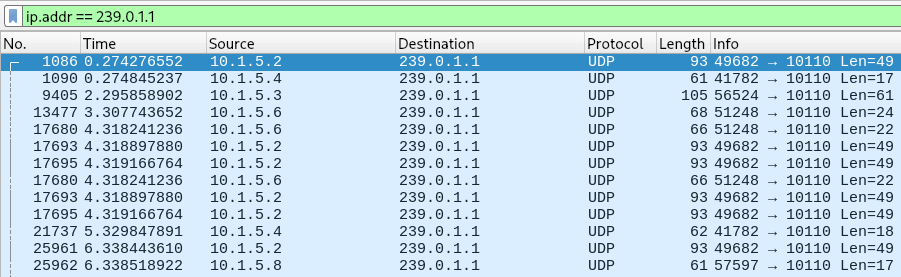 ip.addr == 239.0.1.1
No. Time Source Destination Protocol Length Info
1086 0.274276552 10.1.5.2 239.0.1.1 UDP 93 49682 → 10110 Len=49
1090 0.274845237 10.1.5.4 239.0.1.1 UDP 61 41782 → 10110 Len=17
9405 2.295858902 10.1.5.3 239.0.1.1 UDP 105 56524 → 10110 Len=61
13477 3.307743652 10.1.5.6 239.0.1.1 UDP 68 51248 → 10110 Len=24
17680 4.318241236 10.1.5.6 239.0.1.1 UDP 66 51248 → 10110 Len=22
17693 4.318897880 10.1.5.2 239.0.1.1 UDP 93 49682 → 10110 Len=49
17695 4.319166764 10.1.5.2 239.0.1.1 UDP 93 49682 → 10110 Len=49
17680 4.318241236 10.1.5.6 239.0.1.1 UDP 66 51248 → 10110 Len=22
17693 4.318897880 10.1.5.2 239.0.1.1 UDP 93 49682 → 10110 Len=49
17695 4.319166764 10.1.5.2 239.0.1.1 UDP 93 49682 → 10110 Len=49
21737 5.329847891 10.1.5.4 239.0.1.1 UDP 62 41782 → 10110 Len=18
25961 6.338443610 10.1.5.2 239.0.1.1 UDP 93 49682 → 10110 Len=49
25962 6.338518922 10.1.5.8 239.0.1.1 UDP 61 57597 → 10110 Len=17